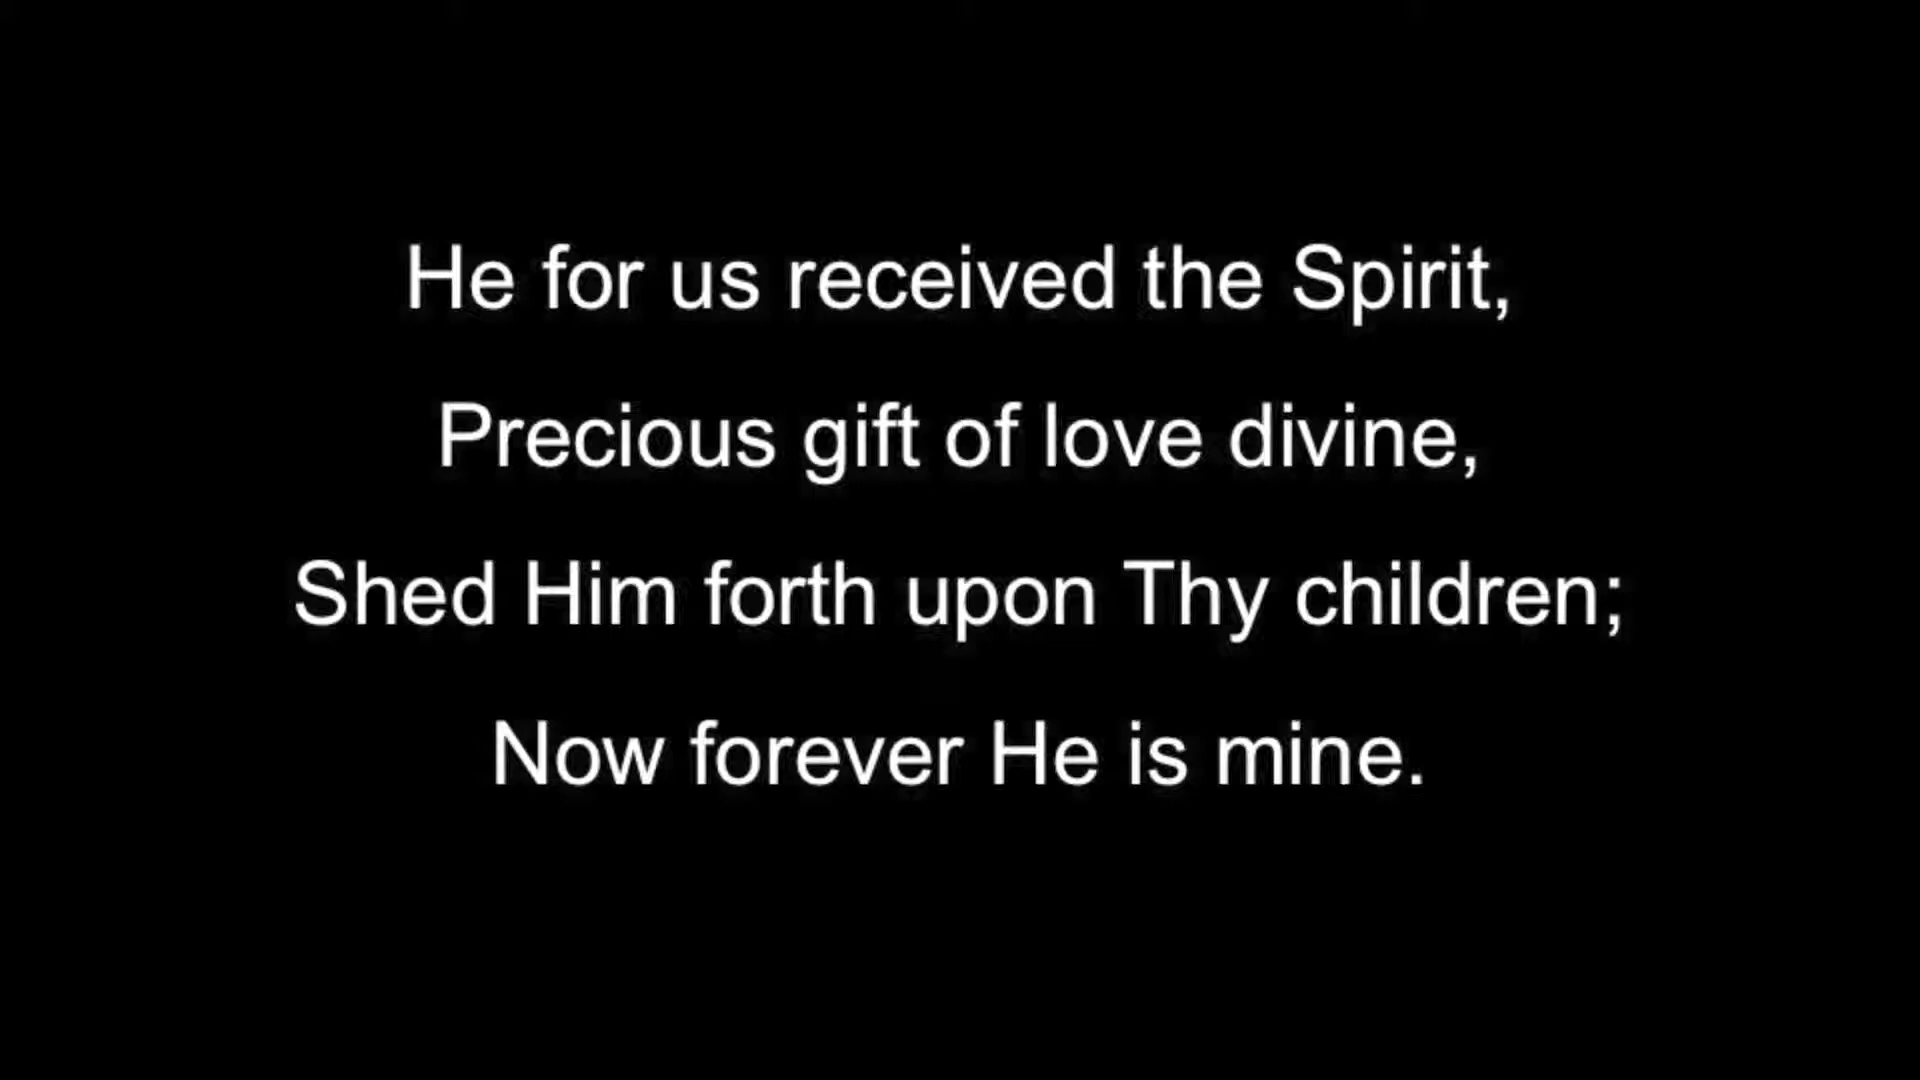 He for us received the Spirit,
Precious gift of love divine,
Shed Him forth upon Thy children;
Now forever He is mine.